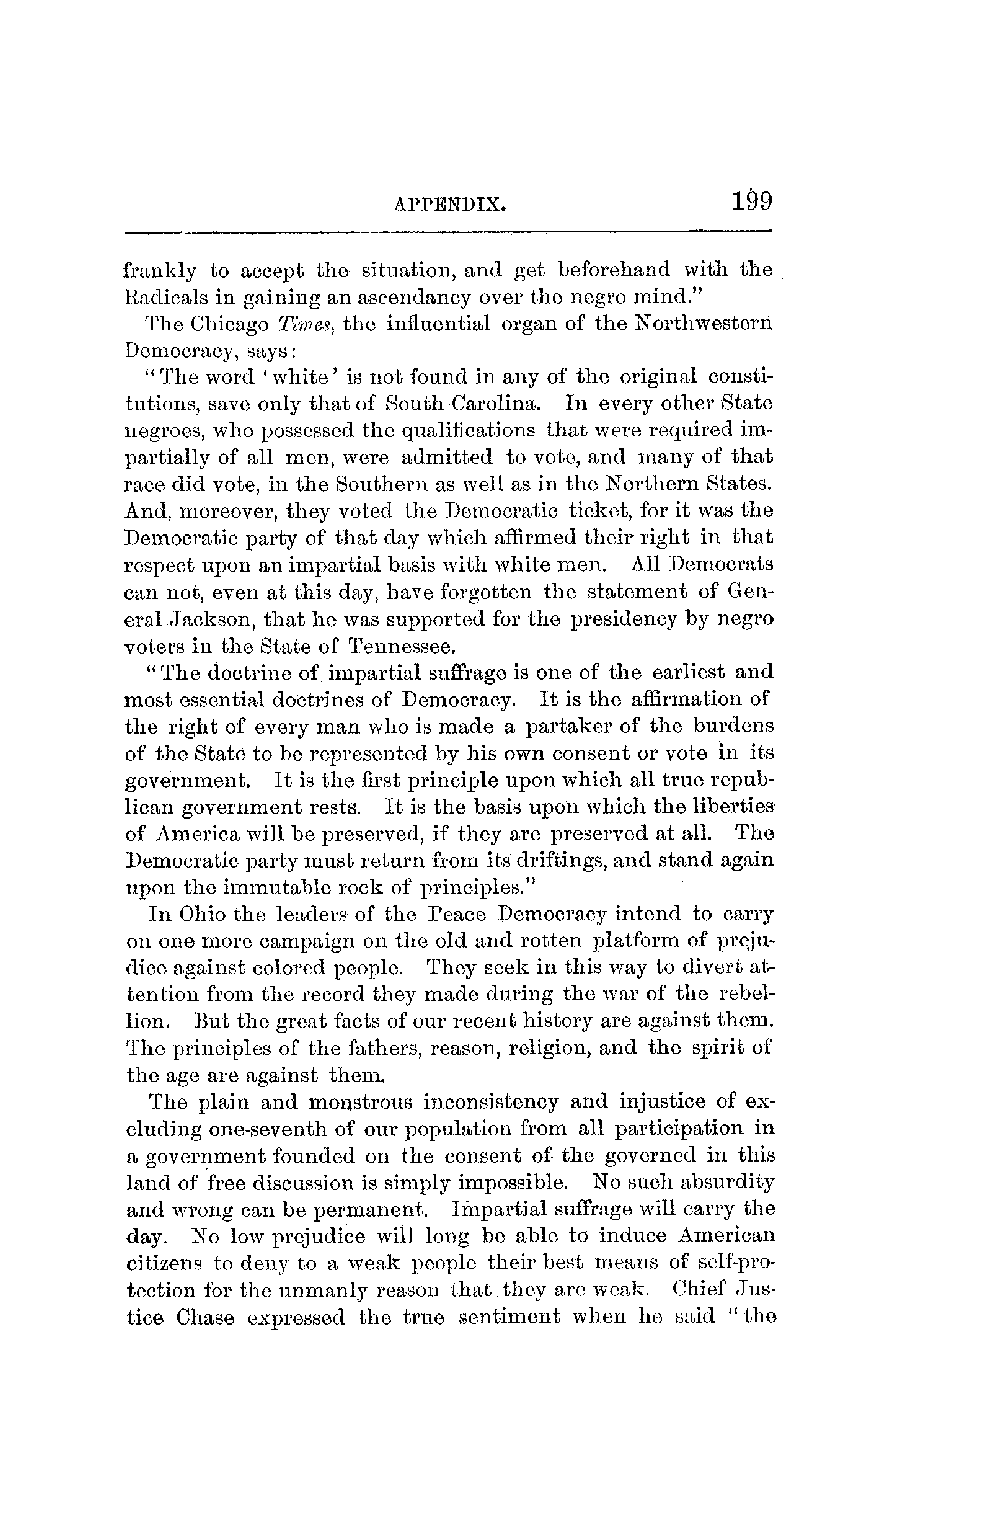 APPENDIX. 199
frankly to accept the situation, and get beforehand with the
Radicals in gaining an ascendancy over the negro mind."
The Chicago Times, the influential organ of the Northwestern
Democracy, says:
"The word 'white' is not found in any of the original consti-
tutions, save only that of South Carolina. In every other State
negroes, who possessed the qualifications that were required im-
partially of all men, were admitted to vote, and many of that
race did vote, in the Southern as well as in the Northern States.
And, moreover, they voted the Democratic ticket, for it was the
Democratic party of that day which affirmed their right in that
respect upon an impartial basis with white men. All Democrats
can not, even at this day, have forgotten the statement of Gen-
eral Jackson, that he was supported for the presidency by negro
voters in the State of Tennessee.
"The doctrine of impartial suffrage is one of the earliest and
most essential doctrines of Democracy. It is the affirmation of
the right of every man who is made a partaker of the burdens
of the State to be represented by his own consent or vote in its
government. It is the first principle upon which all true repub-
lican government rests. It is the basis upon which the liberties
of America will be preserved, if they are preserved at all. The
Democratic party must return from its driftings, and stand again
upon the immutable rock of principles."
In Ohio the leaders of the Peace Democracy intend to carry
on one more campaign on the old and rotten platform of preju-
dice against colored people. They seek in this way to divert at-
tention from the record they made during the war of the rebel-
lion. But the great facts of our recent history are against them.
The principles of the fathers, reason, religion, and the spirit of
the age are against them.
The plain and monstrous inconsistency and injustice of ex-
cluding one-seventh of our population from all participation in
a government founded on the consent of the governed in this
land of free discussion is simply impossible. No such absurdity
and wrong can be permanent. Impartial suffrage will carry the
day. No low prejudice will long be able to induce American
citizens to deny to a weak people their best means of self-pro-
tection for the unmanly reason that they are weak. Chief Jus-
tice Chase expressed the true sentiment when he said "the